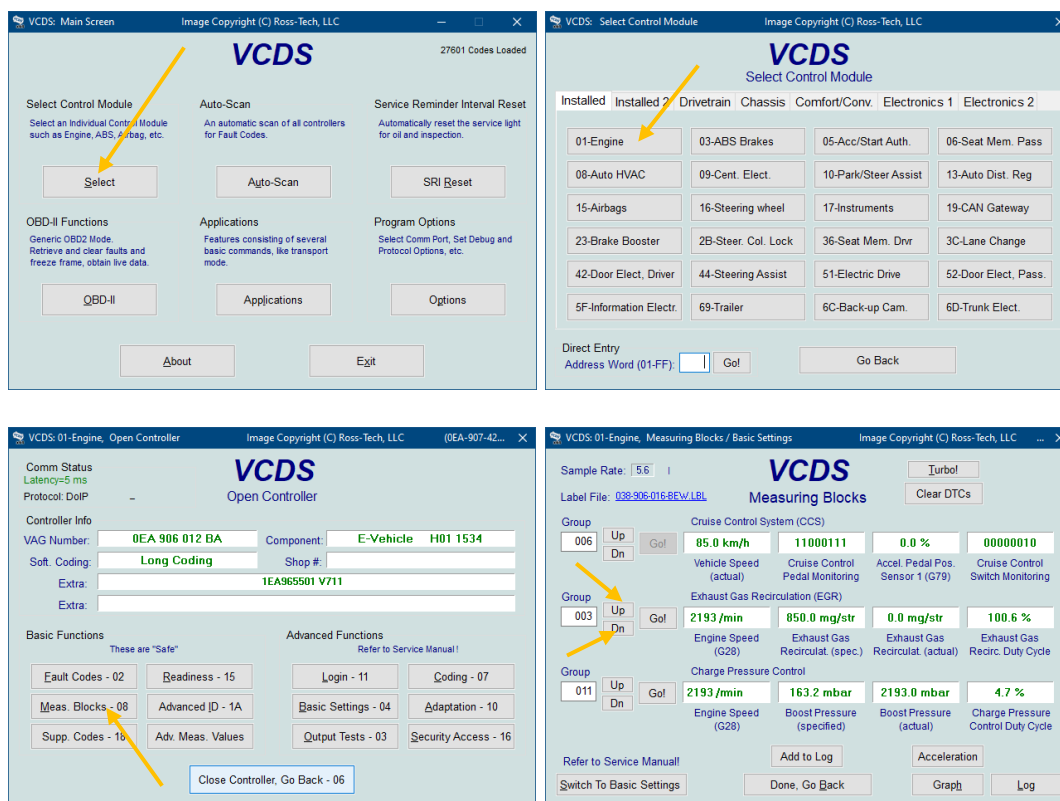 VCDS: Main Screen Image Copyright (C) Ross-Tech, LLC
VCDS
27601 Codes Loaded
Select Control Module
Select an Individual Control Module
such as Engine, ABS, Airbag, etc.
Auto-Scan
An automatic scan of all controllers
for Fault Codes.
Service Reminder Interval Reset
Automatically reset the service light
for oil and inspection.
Select Auto-Scan SRI Reset
OBD-II Functions
Generic OBD2 Mode.
Retrieve and clear faults and
freeze frame, obtain live data.
Applications
Features consisting of several
basic commands, like transport
mode.
Program Options
Select Comm Port, Set Debug and
Protocol Options, etc.
OBD-II Applications Options
About Exit
VCDS: Select Control Module Image Copyright (C) Ross-Tech, LLC
VCDS
Select Control Module
Installed Installed 2 Drivetrain Chassis Comfort/Conv. Electronics 1 Electronics 2
01-Engine 03-ABS Brakes 05-Acc/Start Auth. 06-Seat Mem. Pass
08-Auto HVAC 09-Cent. Elect. 10-Park/Steer Assist 13-Auto Dist. Reg
15-Airbags 16-Steering wheel 17-Instruments 19-CAN Gateway
23-Brake Booster 2B-Steer. Col. Lock 36-Seat Mem. Drvr 3C-Lane Change
42-Door Elect, Driver 44-Steering Assist 51-Electric Drive 52-Door Elect, Pass.
5F-Information Electr. 69-Trailer 6C-Back-up Cam. 6D-Trunk Elect.
Direct Entry
Address Word (01-FF): Go! Go Back
VCDS: 01-Engine, Open Controller Image Copyright (C) Ross-Tech, LLC (0EA-907-42...
Comm Status
Latency=5 ms
Protocol: DoIP –
VCDS
Open Controller
Controller Info
VAG Number: 0EA 906 012 BA Component: E-Vehicle H01 1534
Soft. Coding: Long Coding Shop #:
Extra: 1EA965501 V711
Extra:
Basic Functions
These are "Safe"
Advanced Functions
Refer to Service Manual!
Fault Codes - 02 Readiness - 15 Login - 11 Coding - 07
Meas. Blocks - 08 Advanced ID - 1A Basic Settings - 04 Adaptation - 10
Supp. Codes - 18 Adv. Meas. Values Output Tests - 03 Security Access - 16
Close Controller, Go Back - 06
VCDS: 01-Engine, Measuring Blocks / Basic Settings Image Copyright (C) Ross-Tech, LLC ...
Sample Rate: 5.6
Label File: 038-906-016-BEW.LBL
VCDS
Measuring Blocks
Turbo!
Clear DTCs
Group Cruise Control System (CCS)
006 Up Dn Go! 85.0 km/h 11000111 0.0 % 00000010
Vehicle Speed Cruise Control Accel. Pedal Pos. Cruise Control
(actual) Pedal Monitoring Sensor 1 (G79) Switch Monitoring
Group Exhaust Gas Recirculation (EGR)
003 Up Dn Go! 2193 /min 850.0 mg/str 0.0 mg/str 100.6 %
Engine Speed Exhaust Gas Exhaust Gas Exhaust Gas
(G28) Recirculat. (spec.) Recirculat. (actual) Recirc. Duty Cycle
Group Charge Pressure Control
011 Up Dn Go! 2193 /min 163.2 mbar 2193.0 mbar 4.7 %
Engine Speed Boost Pressure Boost Pressure Charge Pressure
(G28) (specified) (actual) Control Duty Cycle
Refer to Service Manual! Add to Log Acceleration
Switch To Basic Settings Done, Go Back Graph Log